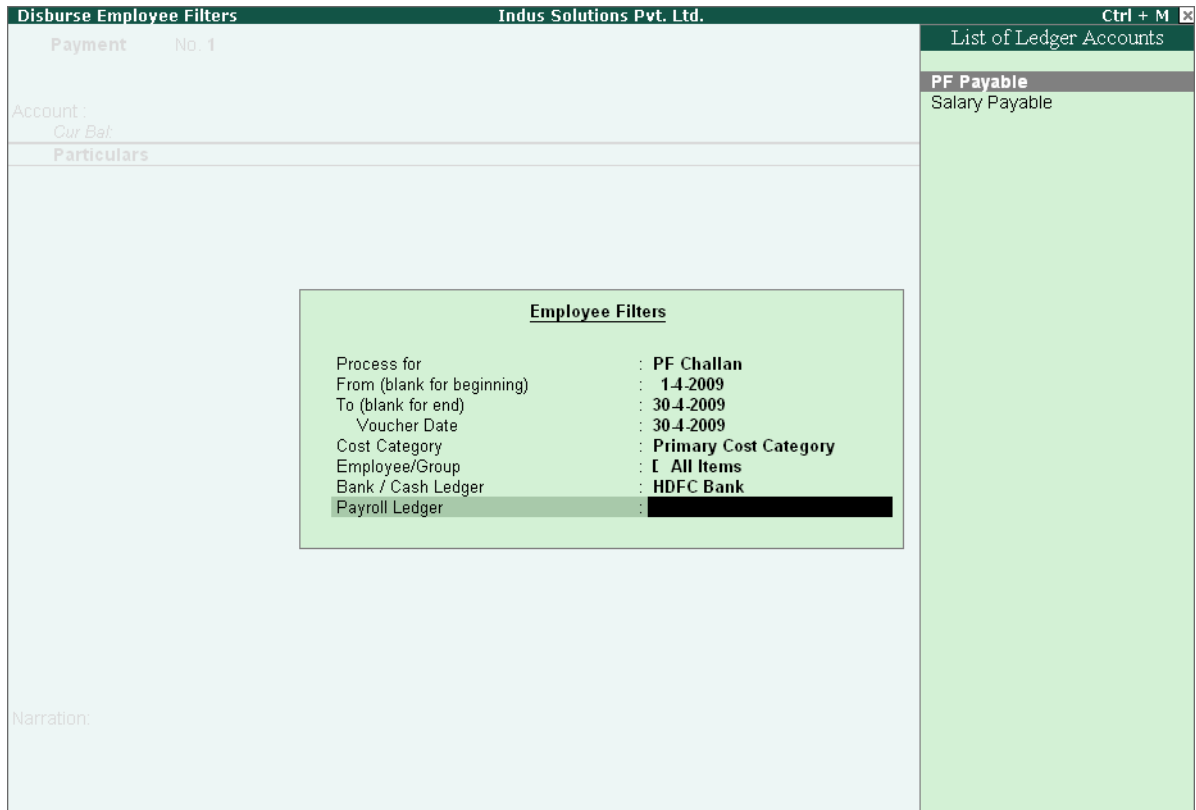 Disburse Employee Filters Indus Solutions Pvt. Ltd. Ctrl + M
Payment No. 1
List of Ledger Accounts
PF Payable
Salary Payable
Account :
Cur Bal:
Particulars
Employee Filters
Process for : PF Challan
From (blank for beginning) : 1-4-2009
To (blank for end) : 30-4-2009
Voucher Date : 30-4-2009
Cost Category : Primary Cost Category
Employee/Group : [ All Items
Bank / Cash Ledger : HDFC Bank
Payroll Ledger :
Narration: